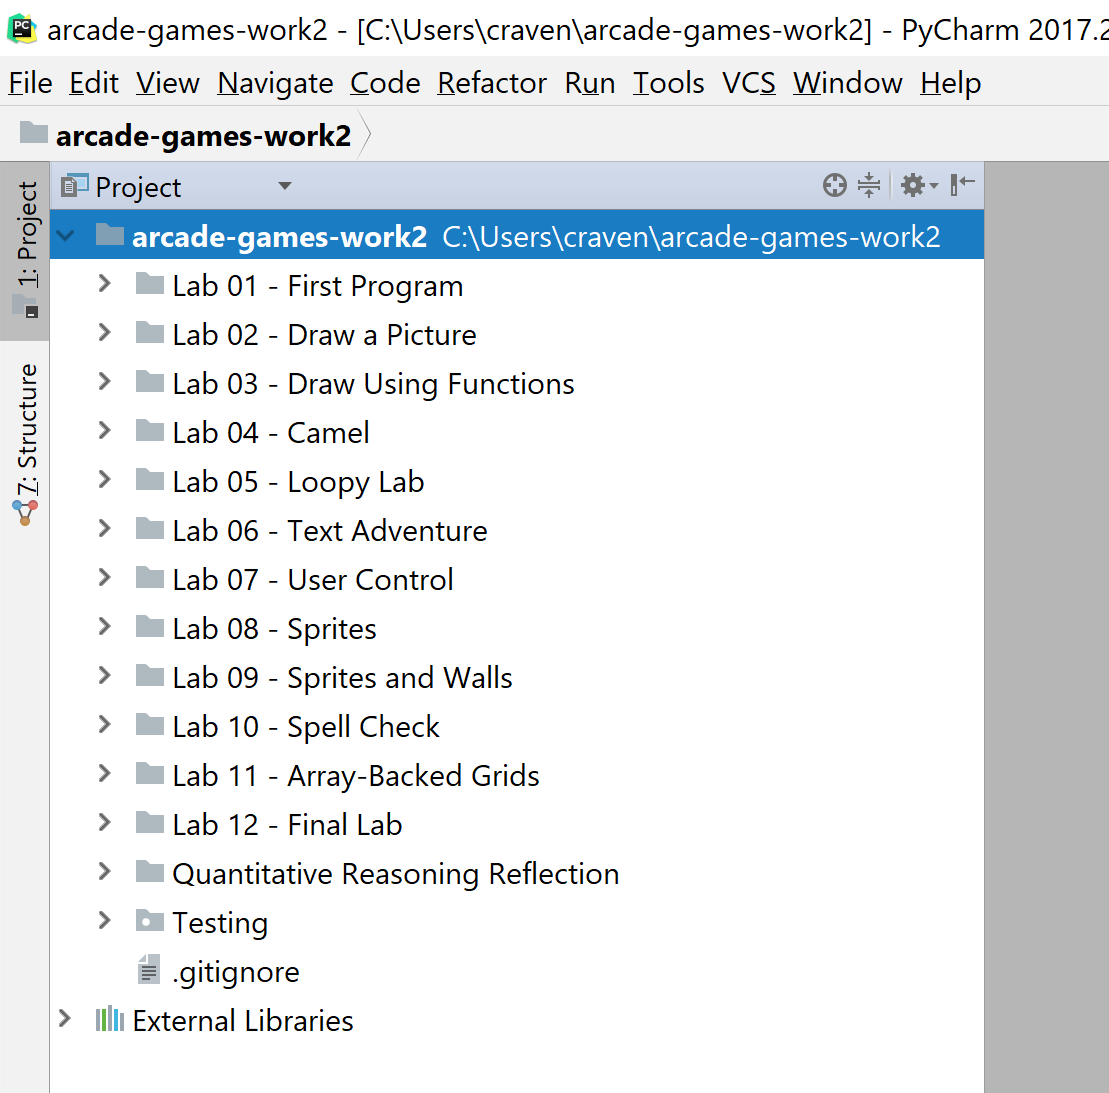 arcade-games-work2 - [C:\Users\craven\arcade-games-work2] - PyCharm 2017.2
File Edit View Navigate Code Refactor Run Tools VCS Window Help
arcade-games-work2
1: Project
7: Structure
Project
arcade-games-work2 C:\Users\craven\arcade-games-work2
Lab 01 - First Program
Lab 02 - Draw a Picture
Lab 03 - Draw Using Functions
Lab 04 - Camel
Lab 05 - Loopy Lab
Lab 06 - Text Adventure
Lab 07 - User Control
Lab 08 - Sprites
Lab 09 - Sprites and Walls
Lab 10 - Spell Check
Lab 11 - Array-Backed Grids
Lab 12 - Final Lab
Quantitative Reasoning Reflection
Testing
.gitignore
External Libraries